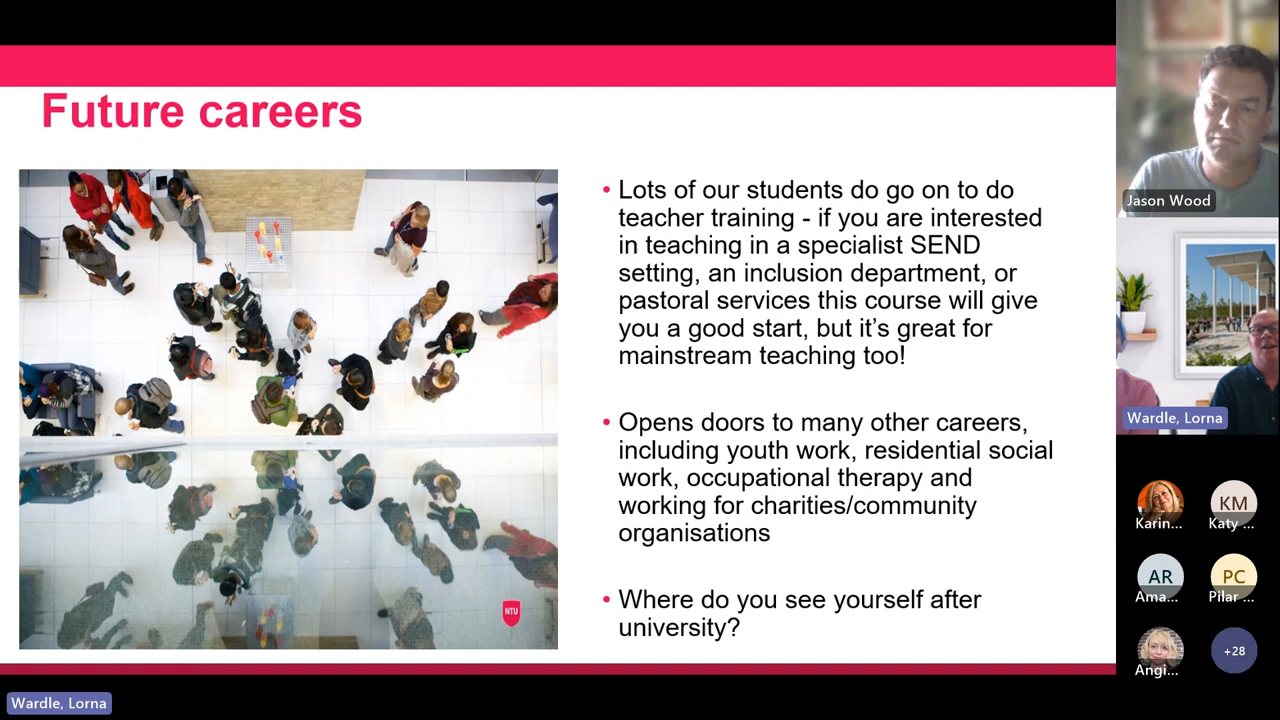 Future careers
• Lots of our students do go on to do
teacher training - if you are interested
in teaching in a specialist SEND
setting, an inclusion department, or
pastoral services this course will give
you a good start, but it’s great for
mainstream teaching too!
• Opens doors to many other careers,
including youth work, residential social
work, occupational therapy and
working for charities/community
organisations
• Where do you see yourself after
university?
NTU
Wardle, Lorna
Jason Wood
Wardle, Lorna
KM
Karin...
Katy ...
AR
PC
Ama...
Pilar ...
+28
Angi...